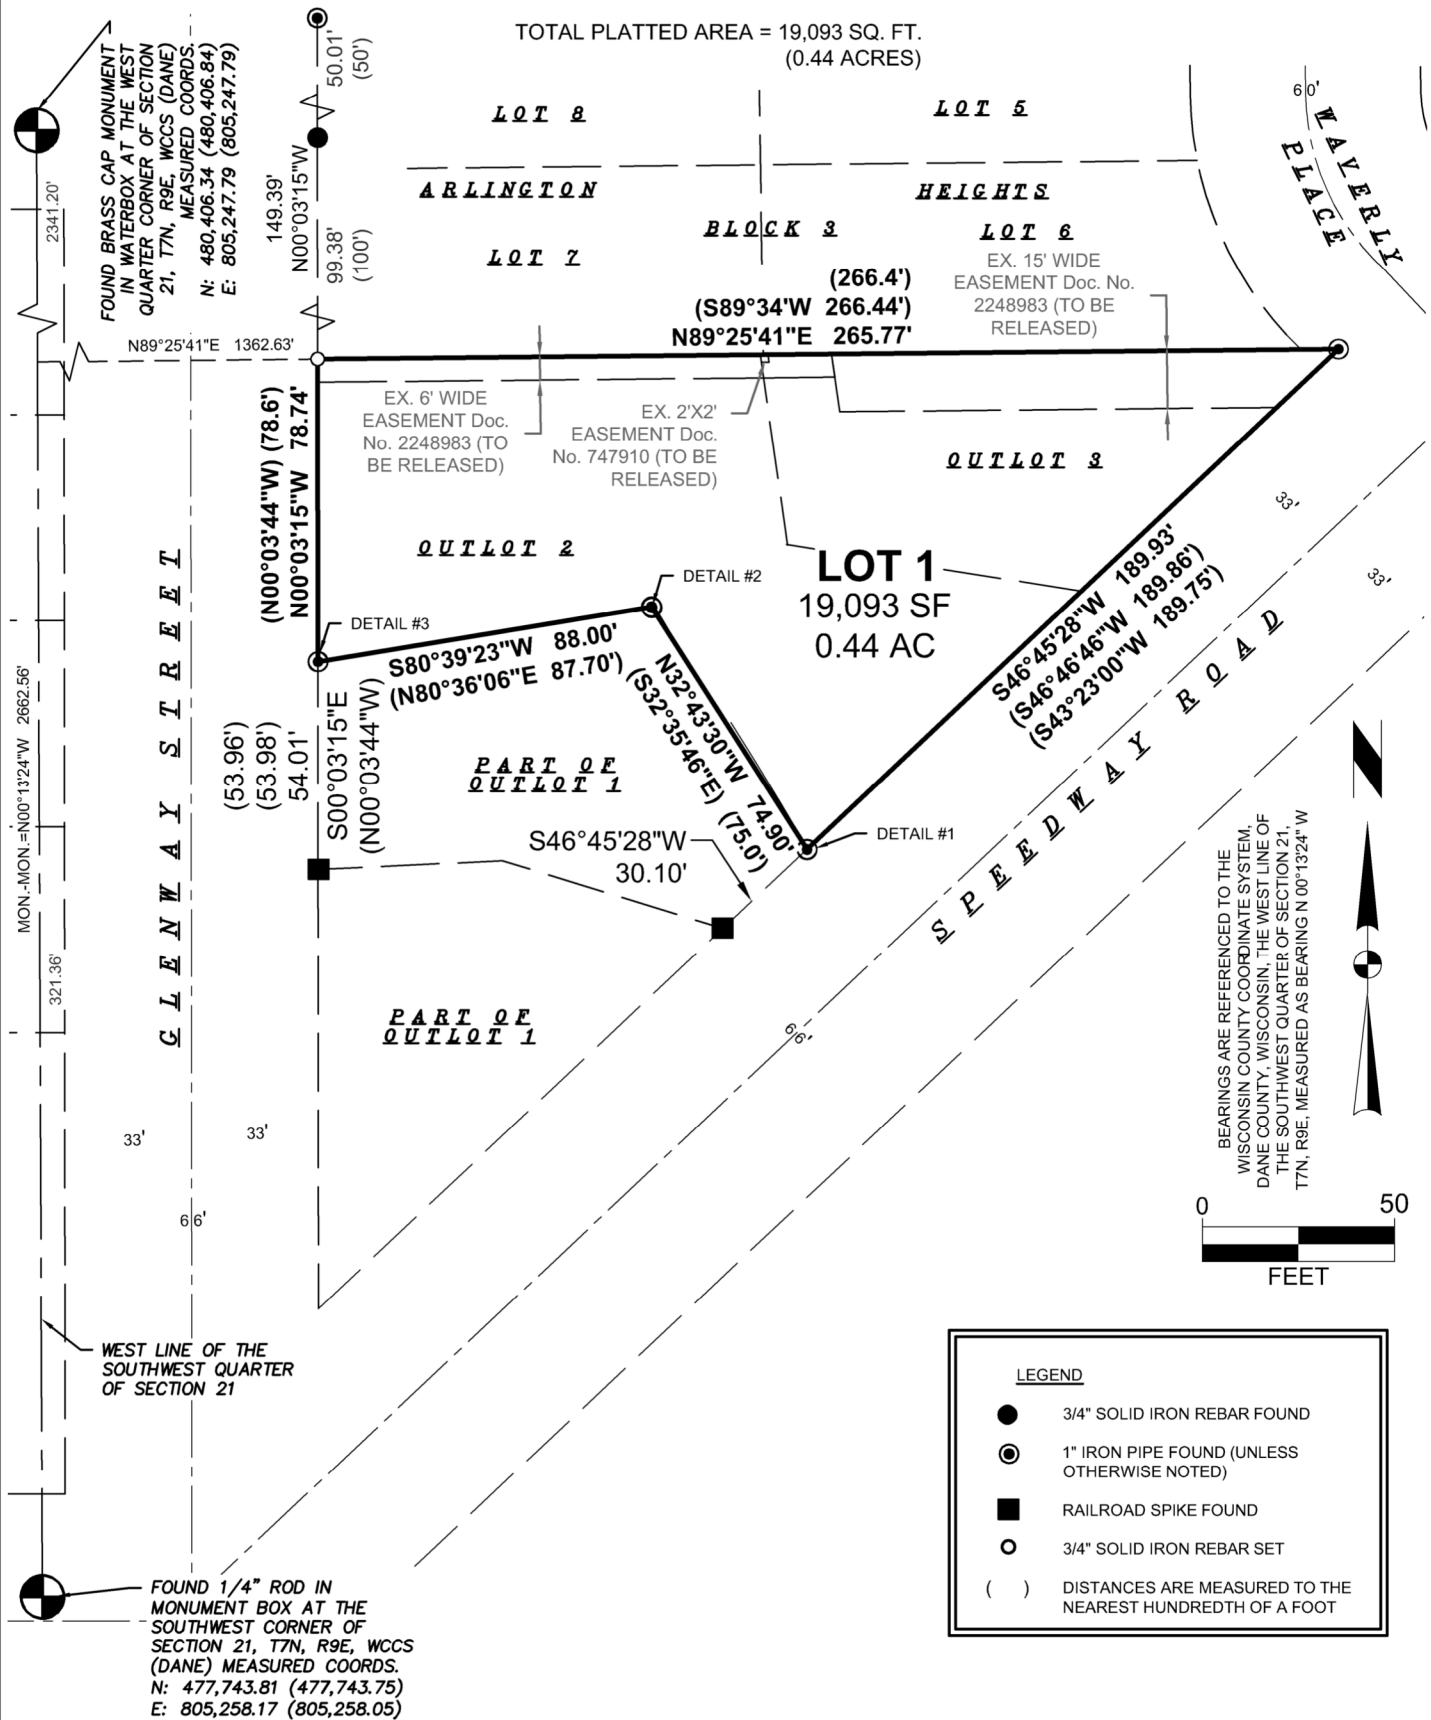 TOTAL PLATTED AREA = 19,093 SQ. FT.
(0.44 ACRES)
FOUND BRASS CAP MONUMENT
IN WATERBOX AT THE WEST
QUARTER CORNER OF SECTION
21, T7N, R9E, WCCS (DANE)
MEASURED COORDS.
N: 480,406.34 (480,406.84)
E: 805,247.79 (805,247.79)
50.01'
(50')
149.39'
N00°03'15"W
99.38'
(100')
2341.20'
LOT 8
LOT 5
ARLINGTON
HEIGHTS
BLOCK 3
LOT 7
LOT 6
60'
WAVERLY
PLACE
EX. 15' WIDE
EASEMENT Doc. No.
2248983 (TO BE
RELEASED)
(266.4')
(S89°34'W 266.44')
N89°25'41"E 265.77'
N89°25'41"E 1362.63'
(N00°03'44"W) (78.6')
N00°03'15"W 78.74'
EX. 6' WIDE
EASEMENT Doc.
No. 2248983 (TO
BE RELEASED)
EX. 2'X2'
EASEMENT Doc.
No. 747910 (TO BE
RELEASED)
OUTLOT 3
OUTLOT 2
LOT 1
19,093 SF
0.44 AC
DETAIL #2
DETAIL #3
S80°39'23"W 88.00'
(N80°36'06"E 87.70')
N32°43'30"W 74.90'
(S32°35'46"E) (75.0')
S46°45'28"W 189.93'
(S46°46'46"W 189.86')
(S43°23'00"W 189.75')
33'
33'
SPEEDWAY ROAD
GLENWAY STREET
MON.-MON.=N00°13'24"W 2662.56'
(53.96')
(53.98')
54.01'
S00°03'15"E
(N00°03'44"W)
PART OF
OUTLOT 1
S46°45'28"W
30.10'
DETAIL #1
321.36'
PART OF
OUTLOT 1
66'
33'
33'
66'
BEARINGS ARE REFERENCED TO THE
WISCONSIN COUNTY COORDINATE SYSTEM,
DANE COUNTY, WISCONSIN, THE WEST LINE OF
THE SOUTHWEST QUARTER OF SECTION 21,
T7N, R9E, MEASURED AS BEARING N 00°13'24" W
N
0 50
FEET
WEST LINE OF THE
SOUTHWEST QUARTER
OF SECTION 21
LEGEND
3/4" SOLID IRON REBAR FOUND
1" IRON PIPE FOUND (UNLESS
OTHERWISE NOTED)
RAILROAD SPIKE FOUND
3/4" SOLID IRON REBAR SET
( ) DISTANCES ARE MEASURED TO THE
NEAREST HUNDREDTH OF A FOOT
FOUND 1/4" ROD IN
MONUMENT BOX AT THE
SOUTHWEST CORNER OF
SECTION 21, T7N, R9E, WCCS
(DANE) MEASURED COORDS.
N: 477,743.81 (477,743.75)
E: 805,258.17 (805,258.05)